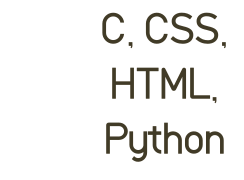 C, CSS,
HTML,
Python